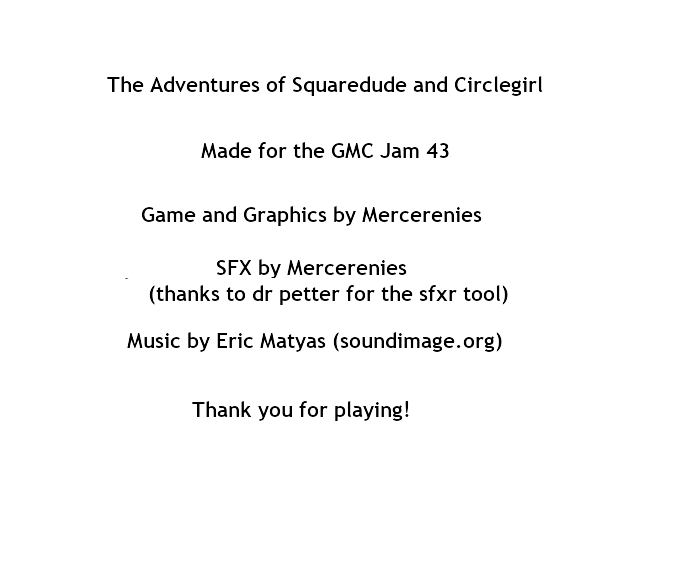 The Adventures of Squaredude and Circlegirl
Made for the GMC Jam 43
Game and Graphics by Mercerenies
SFX by Mercerenies
(thanks to dr petter for the sfxr tool)
Music by Eric Matyas (soundimage.org)
Thank you for playing!